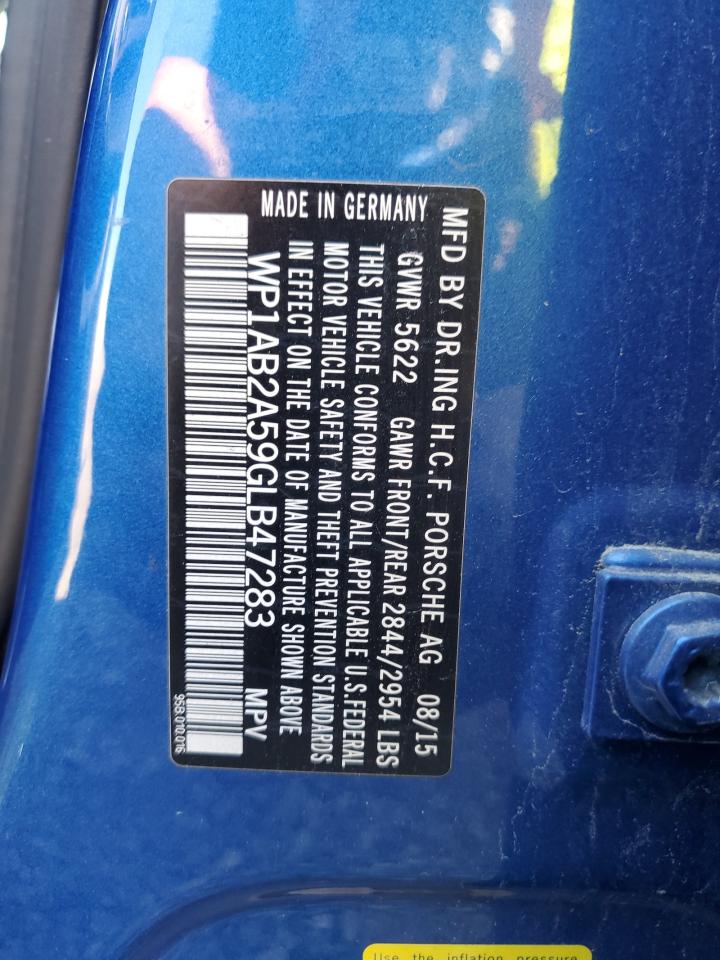 MFD BY DR.ING H.C.F. PORSCHE AG 08/15
GVWR 5622 GAWR FRONT/REAR 2844/2954 LBS
THIS VEHICLE CONFORMS TO ALL APPLICABLE U.S.FEDERAL
MOTOR VEHICLE SAFETY AND THEFT PREVENTION STANDARDS
IN EFFECT ON THE DATE OF MANUFACTURE SHOWN ABOVE
MADE IN GERMANY
WP1AB2A59GLB47283 MPV
95B.010.016
Use the inflation pressure